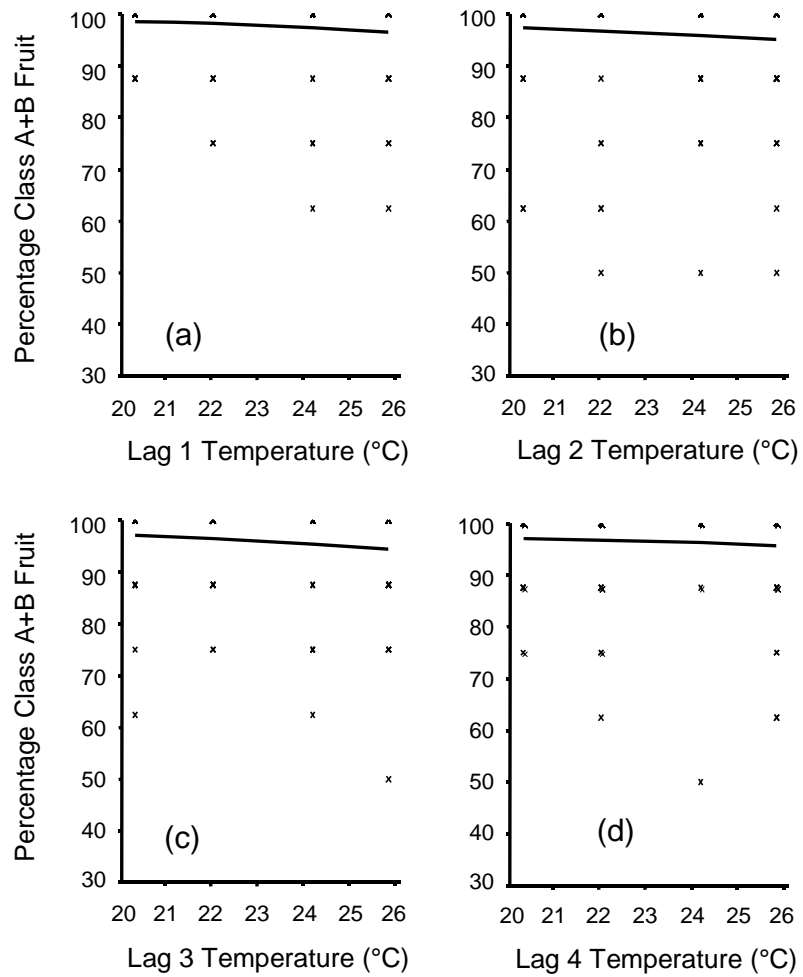 Percentage Class A+B Fruit
100
90
80
70
60
50
40
30
(a)
20 21 22 23 24 25 26
Lag 1 Temperature (°C)
100
90
80
70
60
50
40
30
(b)
20 21 22 23 24 25 26
Lag 2 Temperature (°C)
Percentage Class A+B Fruit
100
90
80
70
60
50
40
30
(c)
20 21 22 23 24 25 26
Lag 3 Temperature (°C)
100
90
80
70
60
50
40
30
(d)
20 21 22 23 24 25 26
Lag 4 Temperature (°C)